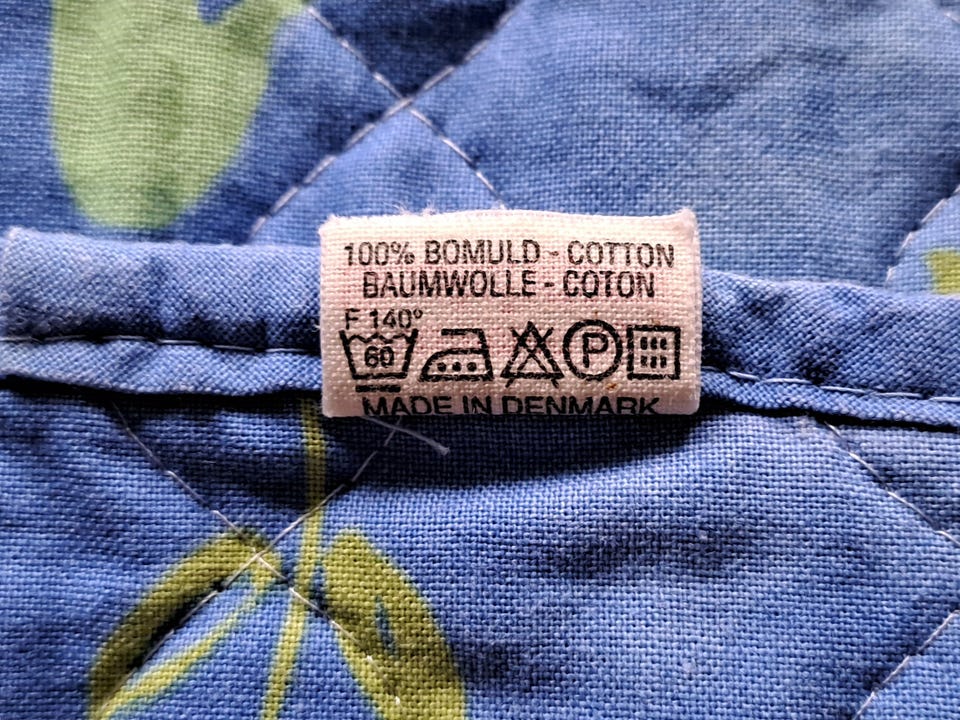 100% BOMULD - COTTON
BAUMWOLLE - COTON
F 140°
60 P
MADE IN DENMARK